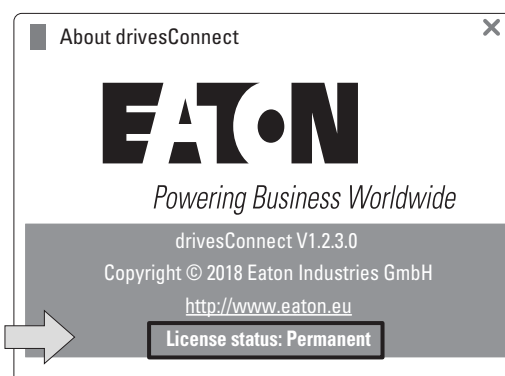 About drivesConnect
EATON
Powering Business Worldwide
drivesConnect V1.2.3.0
Copyright © 2018 Eaton Industries GmbH
http://www.eaton.eu
License status: Permanent